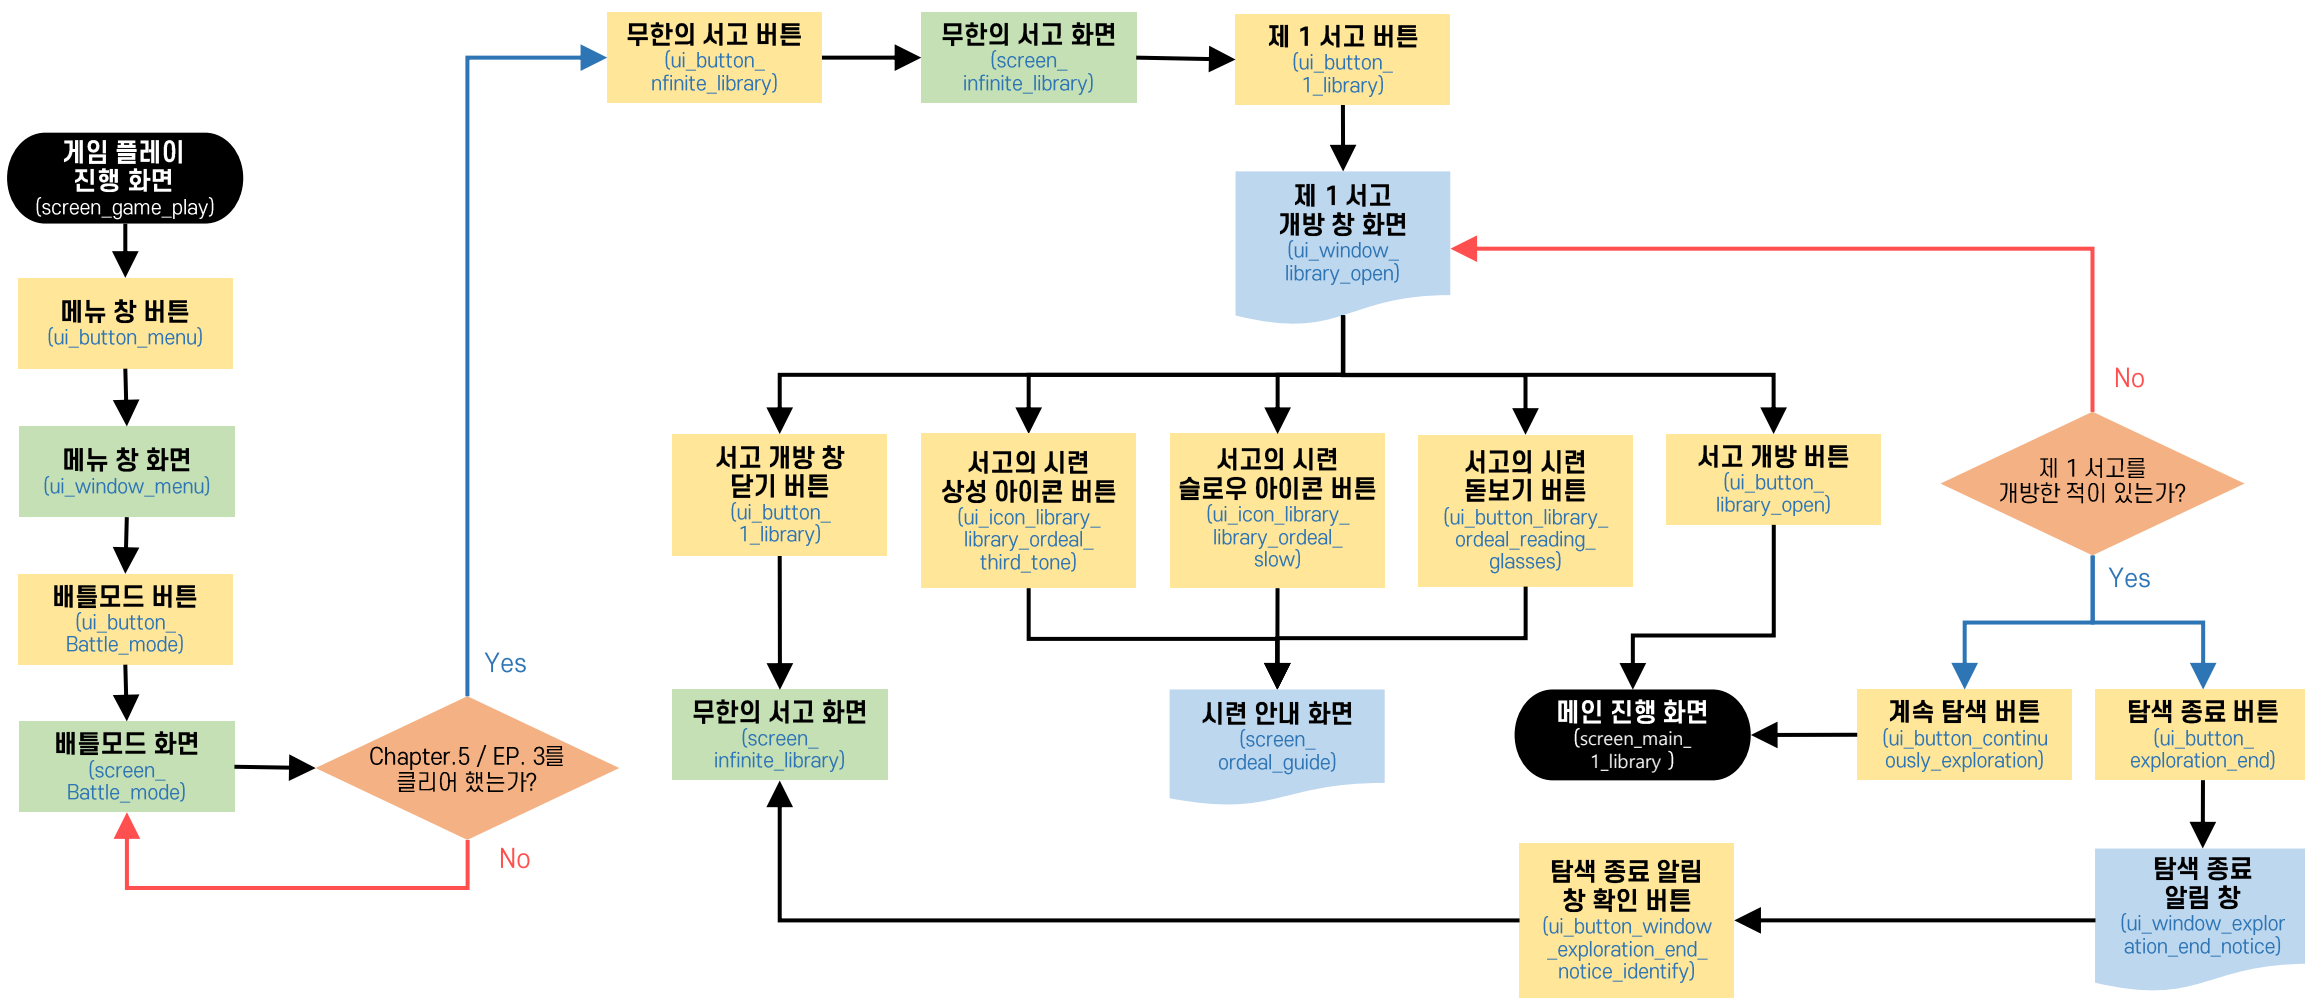 게임 플레이
진행 화면
(screen_game_play)
메뉴 창 버튼
(ui_button_menu)
메뉴 창 화면
(ui_window_menu)
배틀모드 버튼
(ui_button_
Battle_mode)
배틀모드 화면
(screen_
Battle_mode)
Chapter.5 / EP. 3를
클리어 했는가?
Yes
No
무한의 서고 버튼
(ui_button_
nfinite_library)
무한의 서고 화면
(screen_
infinite_library)
제 1 서고 버튼
(ui_button_
1_library)
제 1 서고
개방 창 화면
(ui_window_
library_open)
서고 개방 창
닫기 버튼
(ui_button_
1_library)
서고의 시련
상성 아이콘 버튼
(ui_icon_library_
library_ordeal_
third_tone)
서고의 시련
슬로우 아이콘 버튼
(ui_icon_library_
library_ordeal_
slow)
서고의 시련
돋보기 버튼
(ui_button_library_
ordeal_reading_
glasses)
서고 개방 버튼
(ui_button_
library_open)
제 1 서고를
개방한 적이 있는가?
No
Yes
무한의 서고 화면
(screen_
infinite_library)
시련 안내 화면
(screen_
ordeal_guide)
메인 진행 화면
(screen_main_
1_library )
계속 탐색 버튼
(ui_button_continu
ously_exploration)
탐색 종료 버튼
(ui_button_
exploration_end)
탐색 종료 알림
창 확인 버튼
(ui_button_window
_exploration_end_
notice_identify)
탐색 종료
알림 창
(ui_window_explor
ation_end_notice)